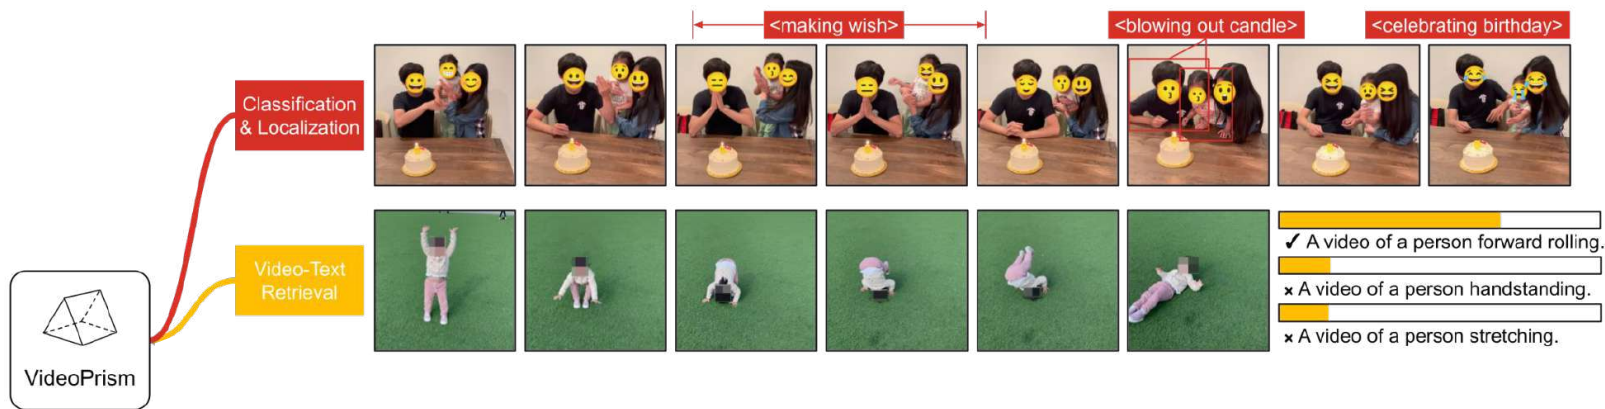 <making wish>
<blowing out candle>
<celebrating birthday>
Classification
& Localization
Video-Text
Retrieval
✓ A video of a person forward rolling.
× A video of a person handstanding.
× A video of a person stretching.
VideoPrism